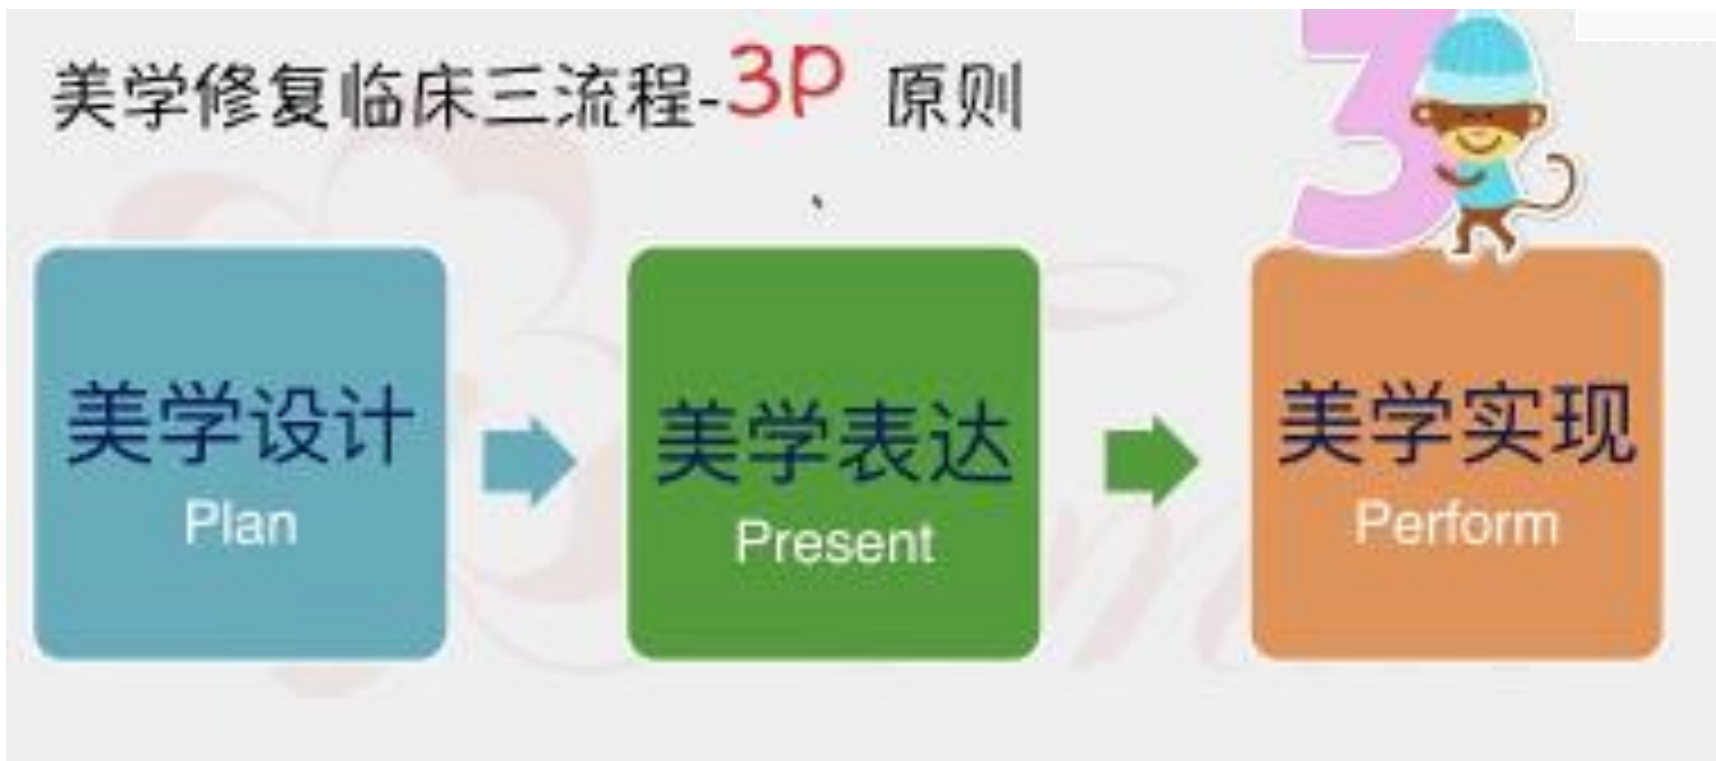 美学修复临床三流程-3P 原则
3
美学设计
Plan
美学表达
Present
美学实现
Perform